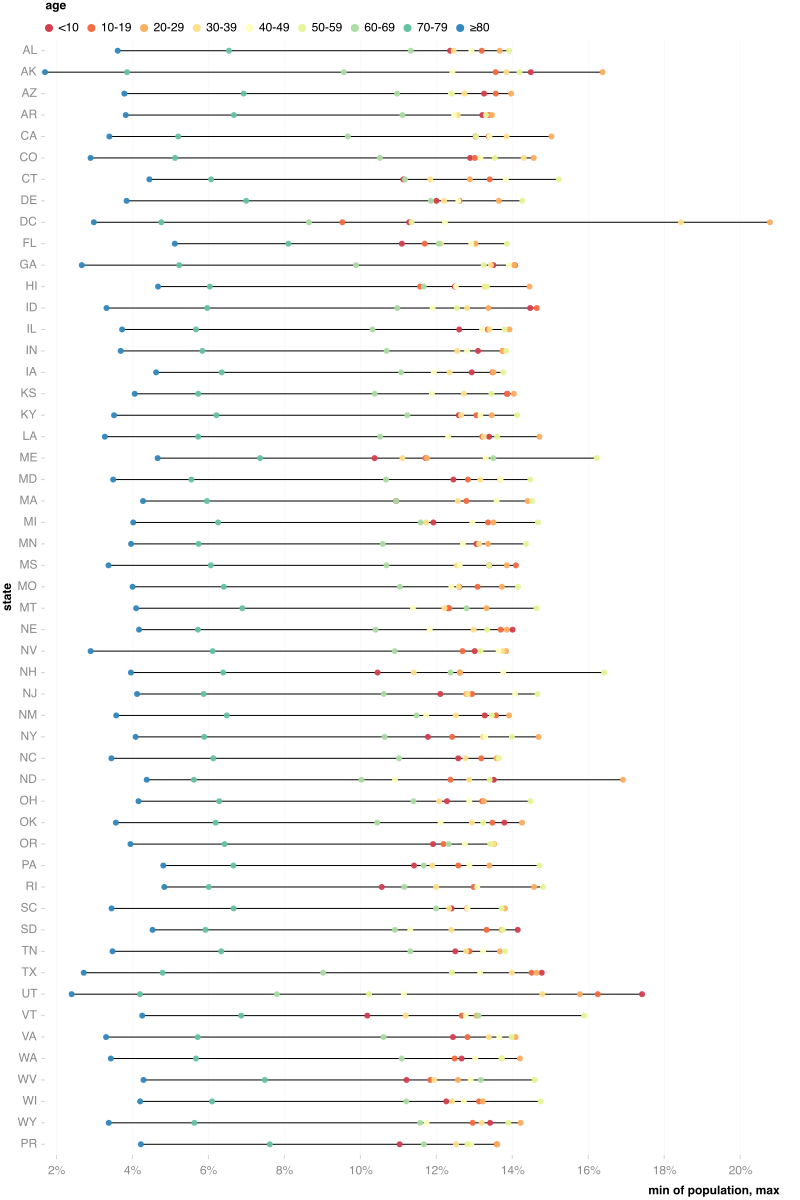 age
<10 10-19 20-29 30-39 40-49 50-59 60-69 70-79 ≥80
AL
AK
AZ
AR
CA
CO
CT
DE
DC
FL
GA
HI
ID
IL
IN
IA
KS
KY
LA
ME
MD
MA
MI
MN
MS
MO
MT
NE
NV
NH
NJ
NM
NY
NC
ND
OH
OK
OR
PA
RI
SC
SD
TN
TX
UT
VT
VA
WA
WV
WI
WY
PR
state
2% 4% 6% 8% 10% 12% 14% 16% 18% 20%
min of population, max